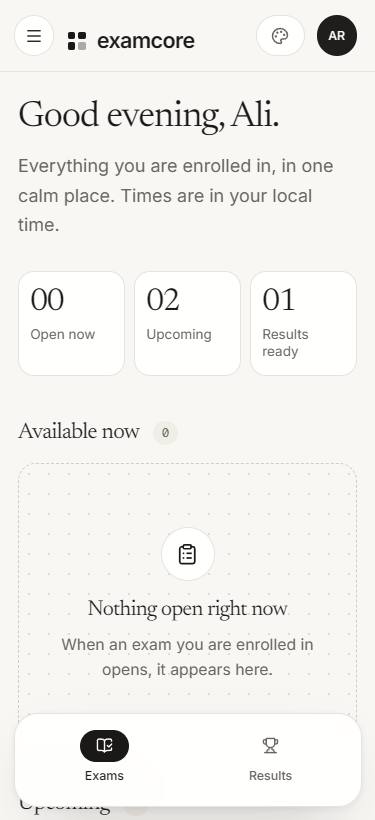 examcore
AR
Good evening, Ali.
Everything you are enrolled in, in one
calm place. Times are in your local
time.
00
Open now
02
Upcoming
01
Results
ready
Available now 0
Nothing open right now
When an exam you are enrolled in
opens, it appears here.
Exams
Results
Upcoming